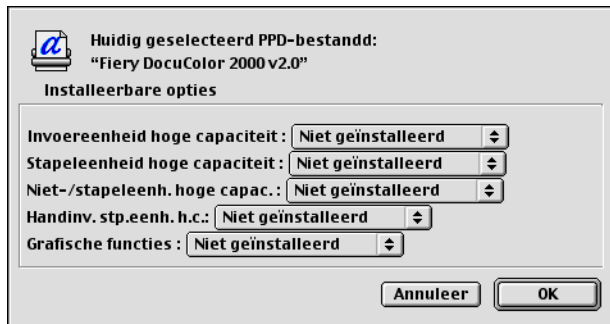 Huidig geselecteerd PPD-bestandd:
“Fiery DocuColor 2000 v2.0”
Installeerbare opties
Invoereenheid hoge capaciteit : Niet geïnstalleerd
Stapeleenheid hoge capaciteit : Niet geïnstalleerd
Niet-/stapeleenh. hoge capac. : Niet geïnstalleerd
Handinv. stp.eenh. h.c.: Niet geïnstalleerd
Grafische functies : Niet geïnstalleerd
Annuleer OK